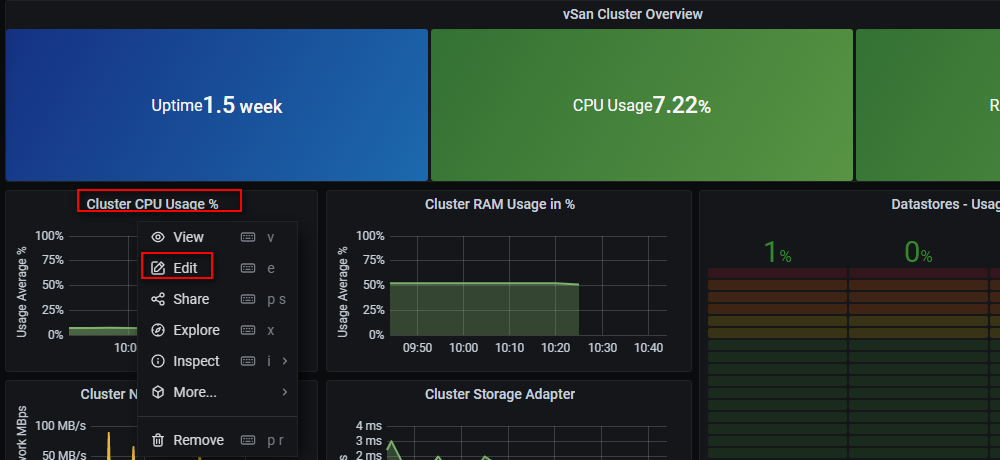 vSan Cluster Overview
Uptime 1.5 week
CPU Usage 7.22%
R
Cluster CPU Usage %
Usage Average %
100%
75%
50%
25%
0%
10:0
View v
Edit e
Share p s
Explore x
Inspect i
More...
Remove p r
Cluster RAM Usage in %
Usage Average %
100%
75%
50%
25%
0%
09:50 10:00 10:10 10:20 10:30 10:40
Datastores - Usag
1% 0%
Cluster N
work MBps
100 MB/s
50 MB/s
Cluster Storage Adapter
4 ms
3 ms
2 ms